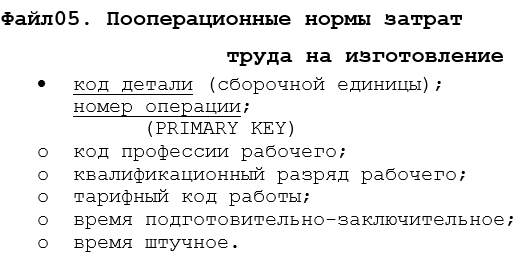 Файл05. Пооперационные нормы затрат
труда на изготовление
• код детали (сборочной единицы);
номер операции;
(PRIMARY KEY)
o код профессии рабочего;
o квалификационный разряд рабочего;
o тарифный код работы;
o время подготовительно-заключительное;
o время штучное.